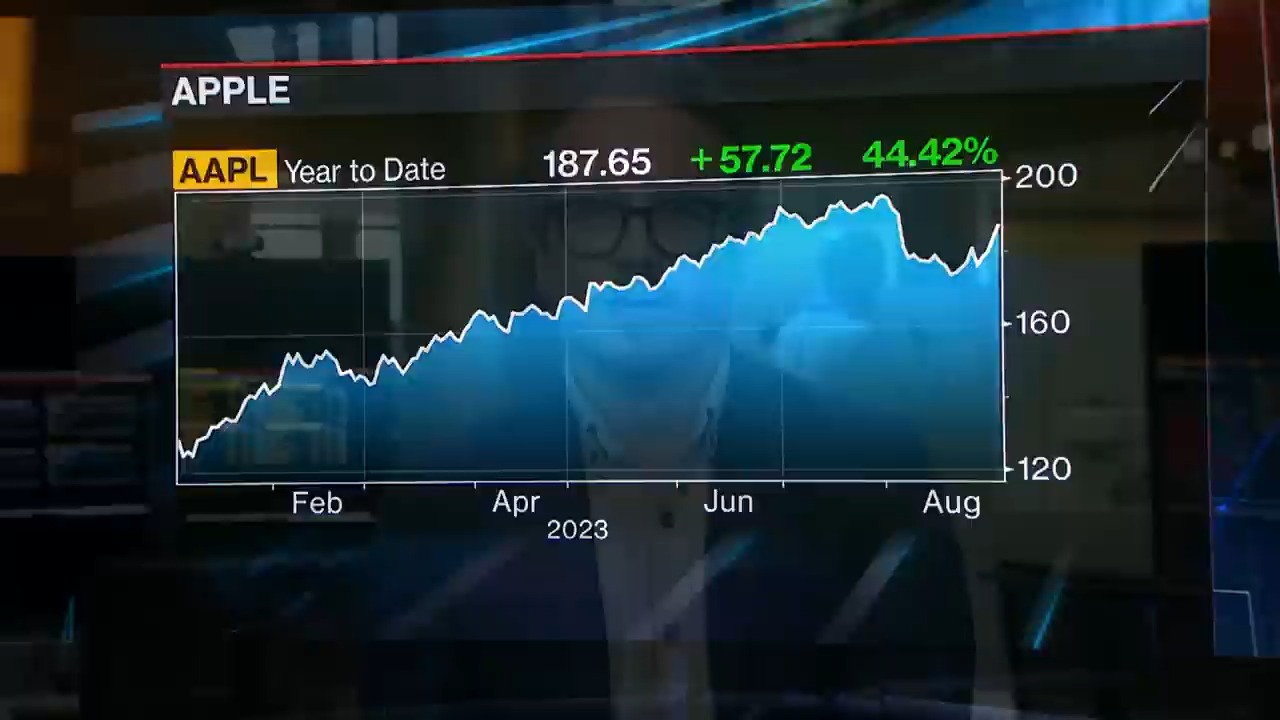 APPLE
AAPL Year to Date 187.65 +57.72 44.42%
200
160
120
Feb Apr Jun Aug
2023